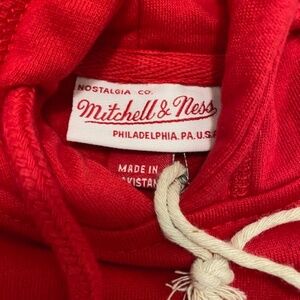 NOSTALGIA CO.
Mitchell & Ness
PHILADELPHIA. PA. U.S.A
MADE IN